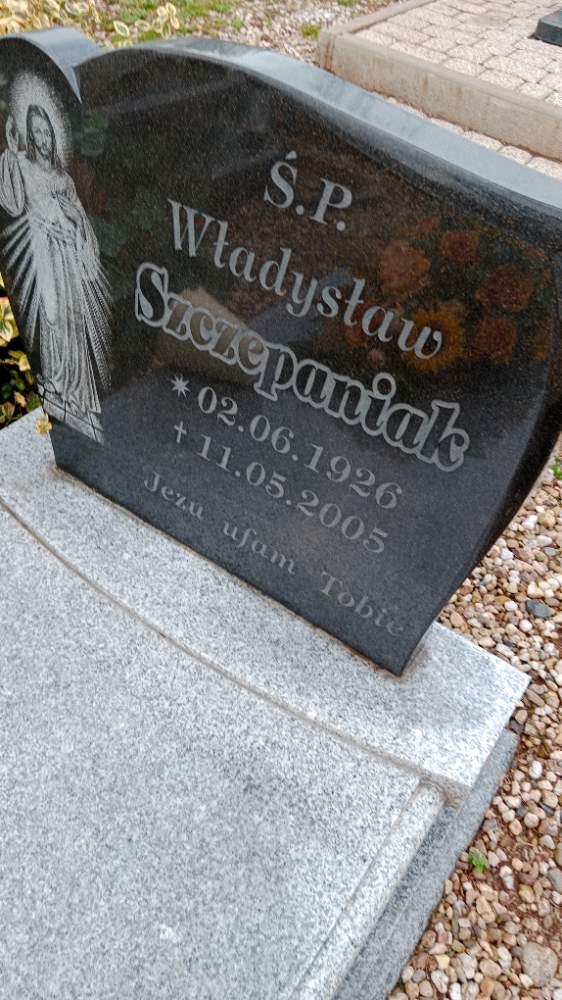 Ś.P.
Władysław
Szczepaniak
* 02.06.1926
† 11.05.2005
Jezu ufam Tobie